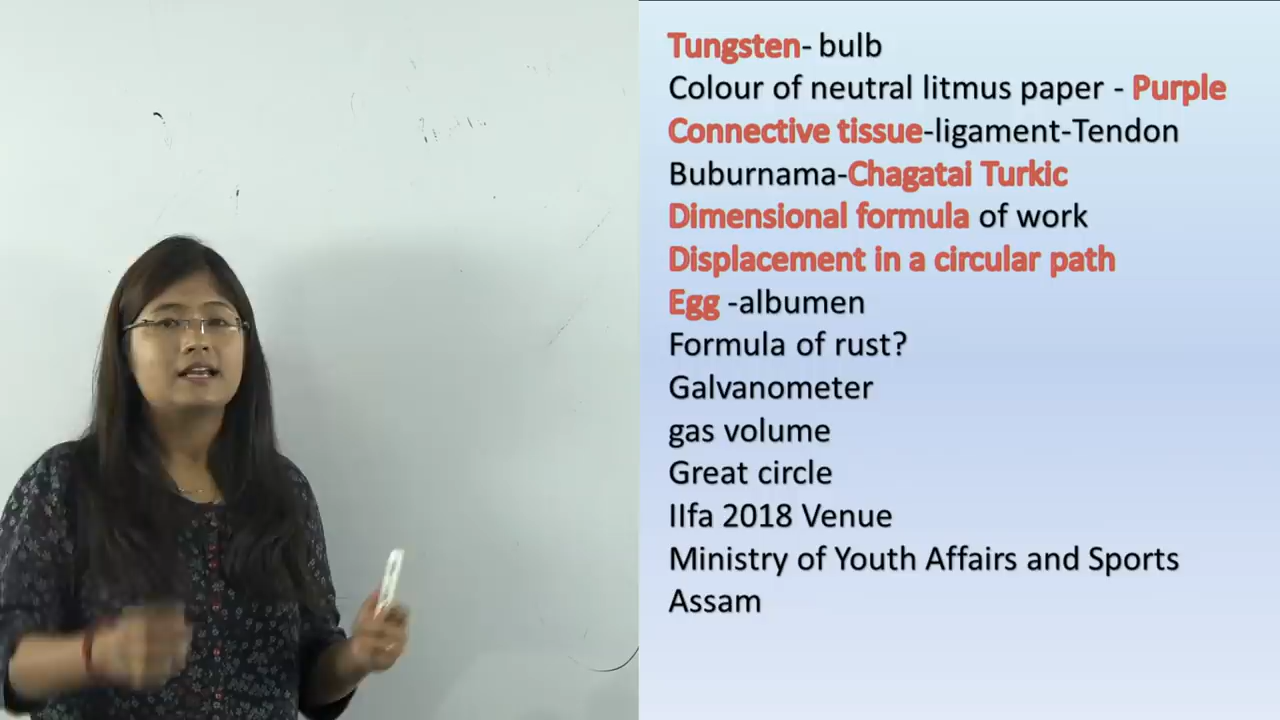 Tungsten- bulb
Colour of neutral litmus paper - Purple
Connective tissue-ligament-Tendon
Buburnama-Chagatai Turkic
Dimensional formula of work
Displacement in a circular path
Egg -albumen
Formula of rust?
Galvanometer
gas volume
Great circle
IIfa 2018 Venue
Ministry of Youth Affairs and Sports
Assam